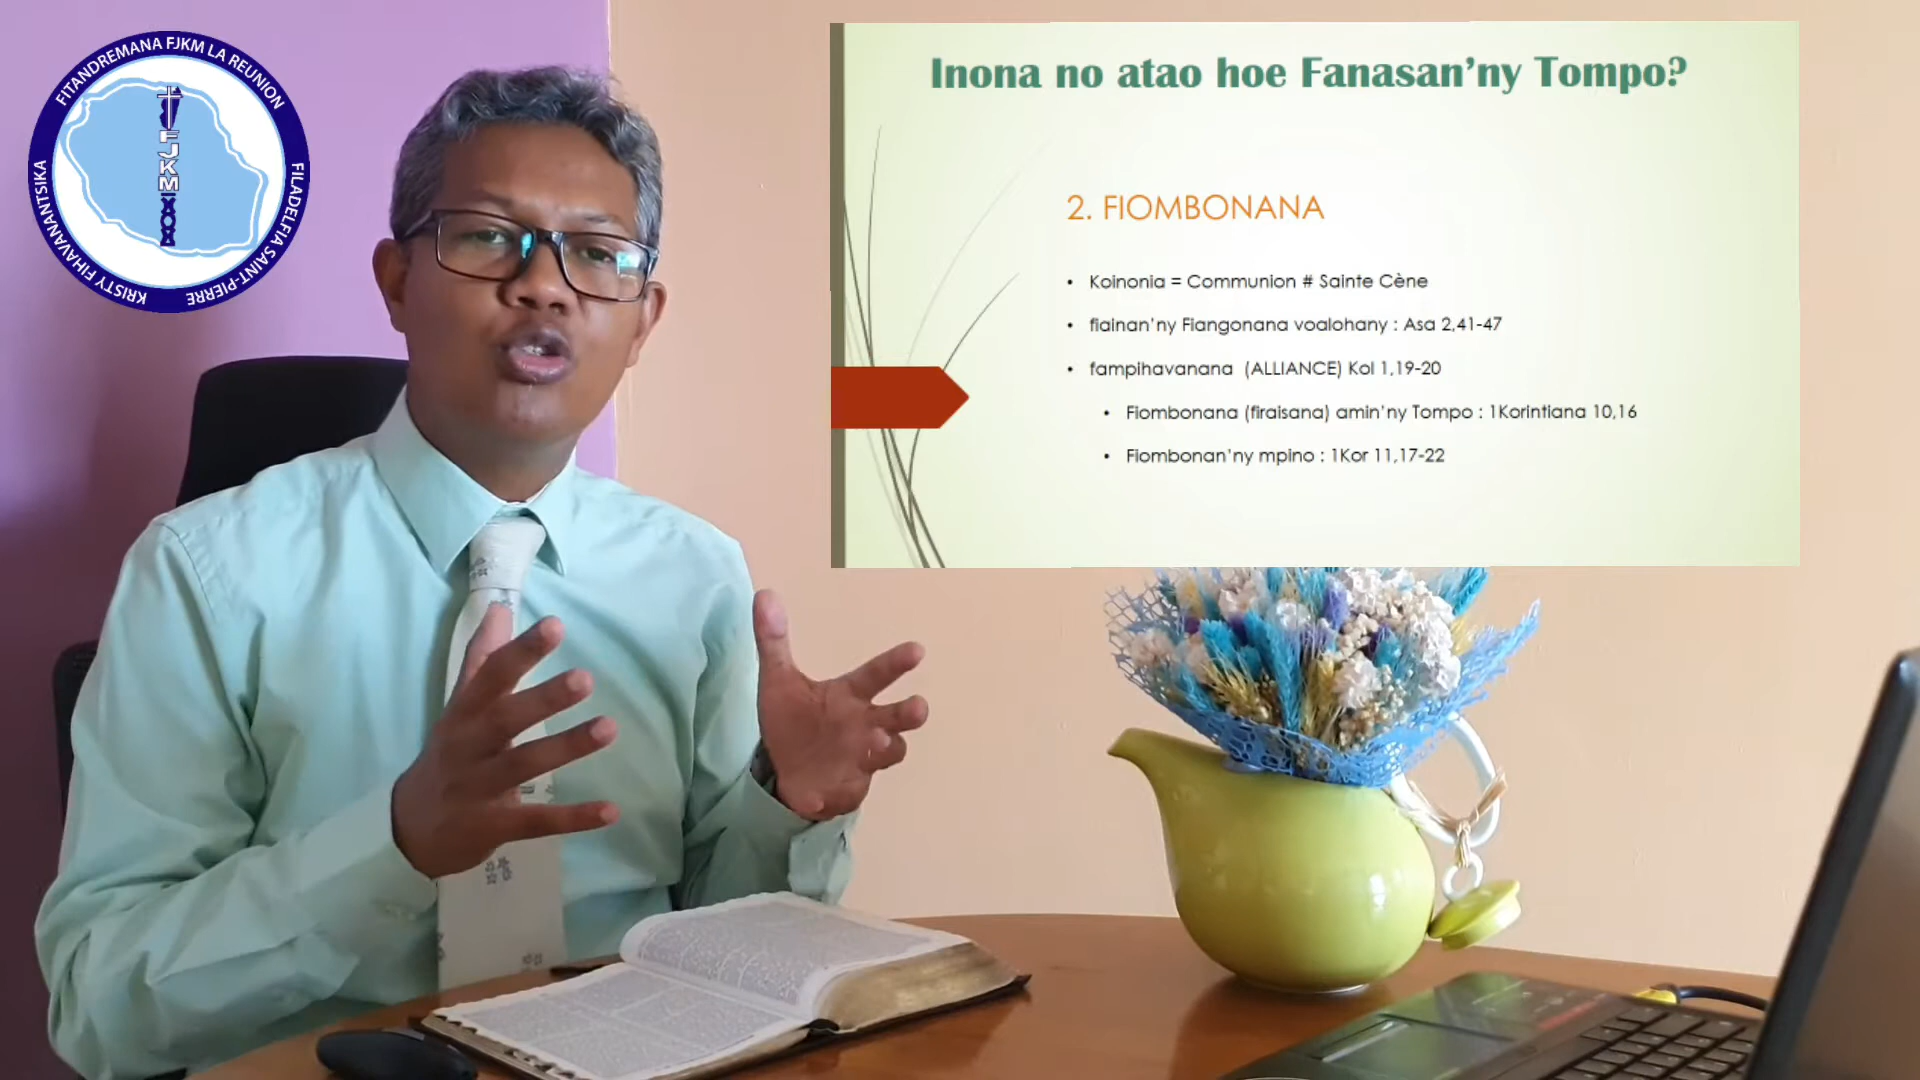 FITANDREMANA FJKM LA REUNION
FILADELFIA SAINT-PIERRE
KRISTY FIHAVANANTSIKA
FJKM
Inona no atao hoe Fanasan'ny Tompo?
2. FIOMBONANA
• Koinonia = Communion # Sainte Cène
• fiainan'ny Fiangonana voalohany : Asa 2,41-47
• fampihavanana (ALLIANCE) Kol 1,19-20
• Fiombonana (firaisana) amin'ny Tompo : 1Korintiana 10,16
• Fiombonan'ny mpino : 1Kor 11,17-22